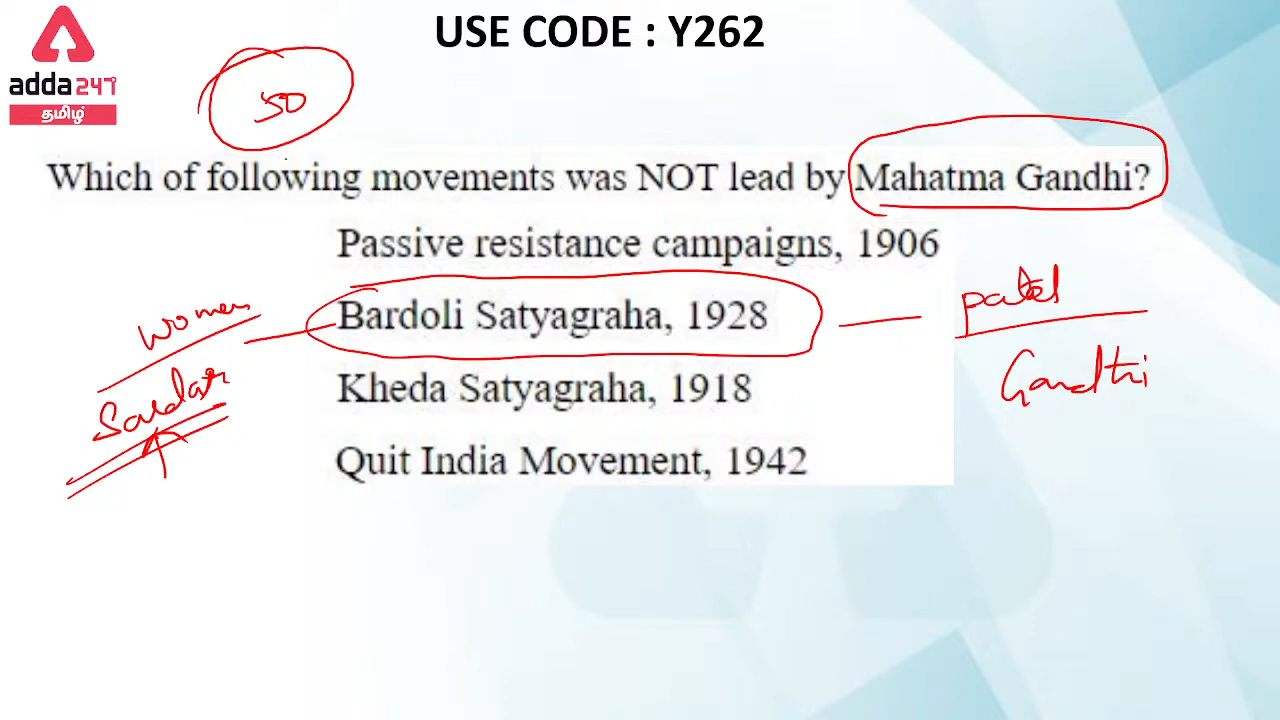 USE CODE : Y262
adda247
தமிழ்
50
Which of following movements was NOT lead by Mahatma Gandhi?
Passive resistance campaigns, 1906
Bardoli Satyagraha, 1928
Kheda Satyagraha, 1918
Quit India Movement, 1942
women
Sardar
patel
Gandhi